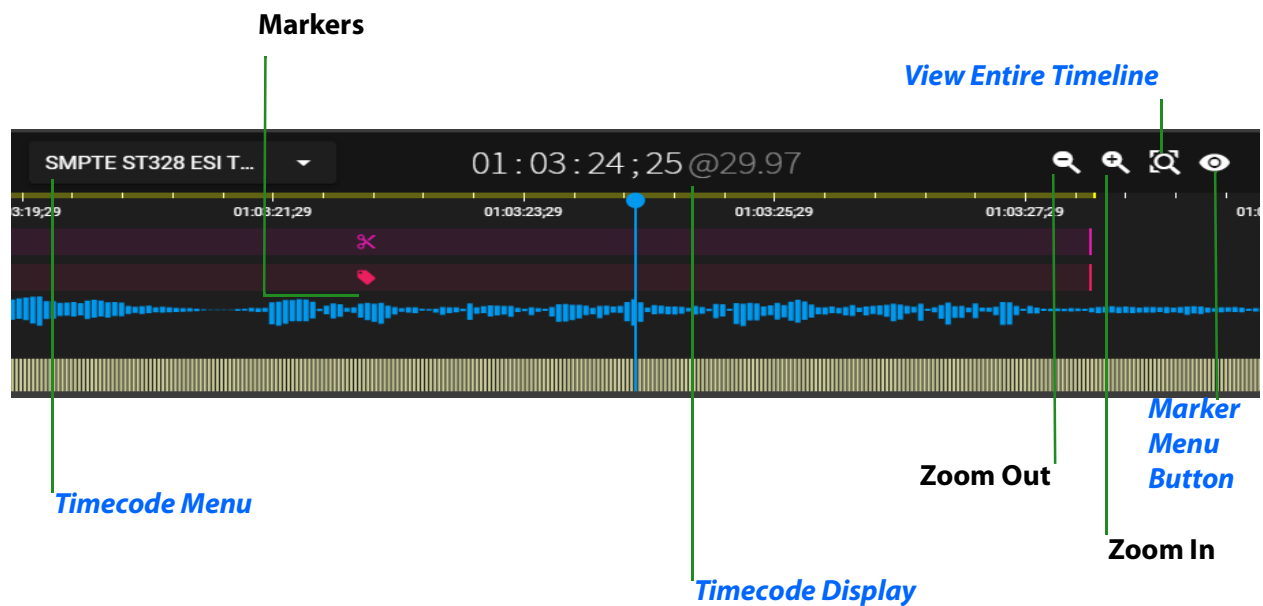 Markers
View Entire Timeline
SMPTE ST328 ESI T...
01:03:24;25@29.97
3:19;29 01:03:21;29 01:03:23;29 01:03:25;29 01:03:27;29 01:0
Marker
Menu
Button
Zoom Out
Timecode Menu
Zoom In
Timecode Display